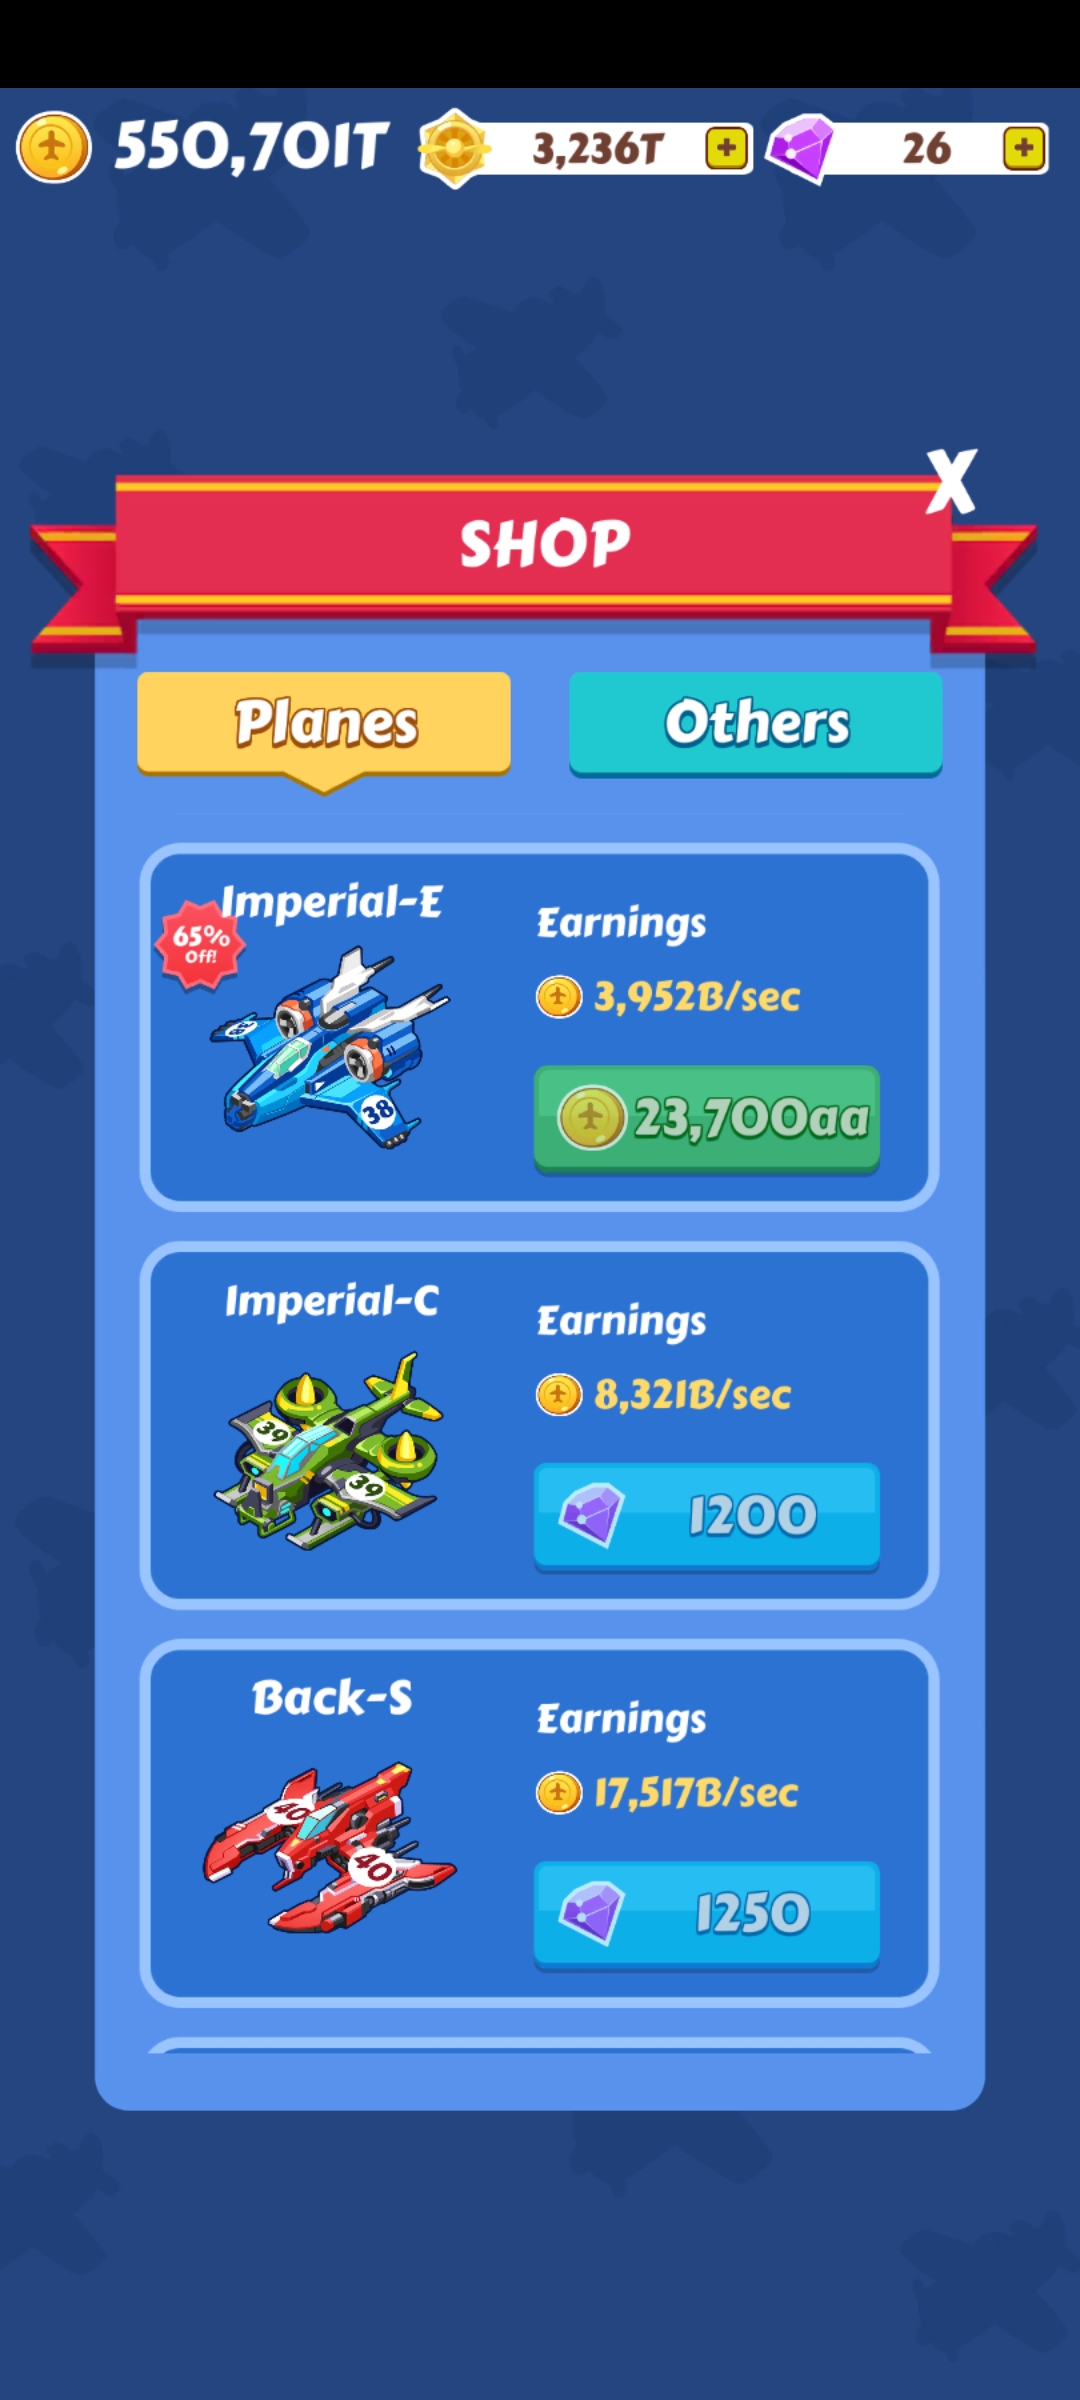 550,701T 3,236T + 26 +
X
SHOP
Planes Others
Imperial-E
65%
Off!
Earnings
3,952B/sec
38
38
23,700aa
Imperial-C
Earnings
8,321B/sec
39
39
1200
Back-S
Earnings
17,517B/sec
40
40
1250